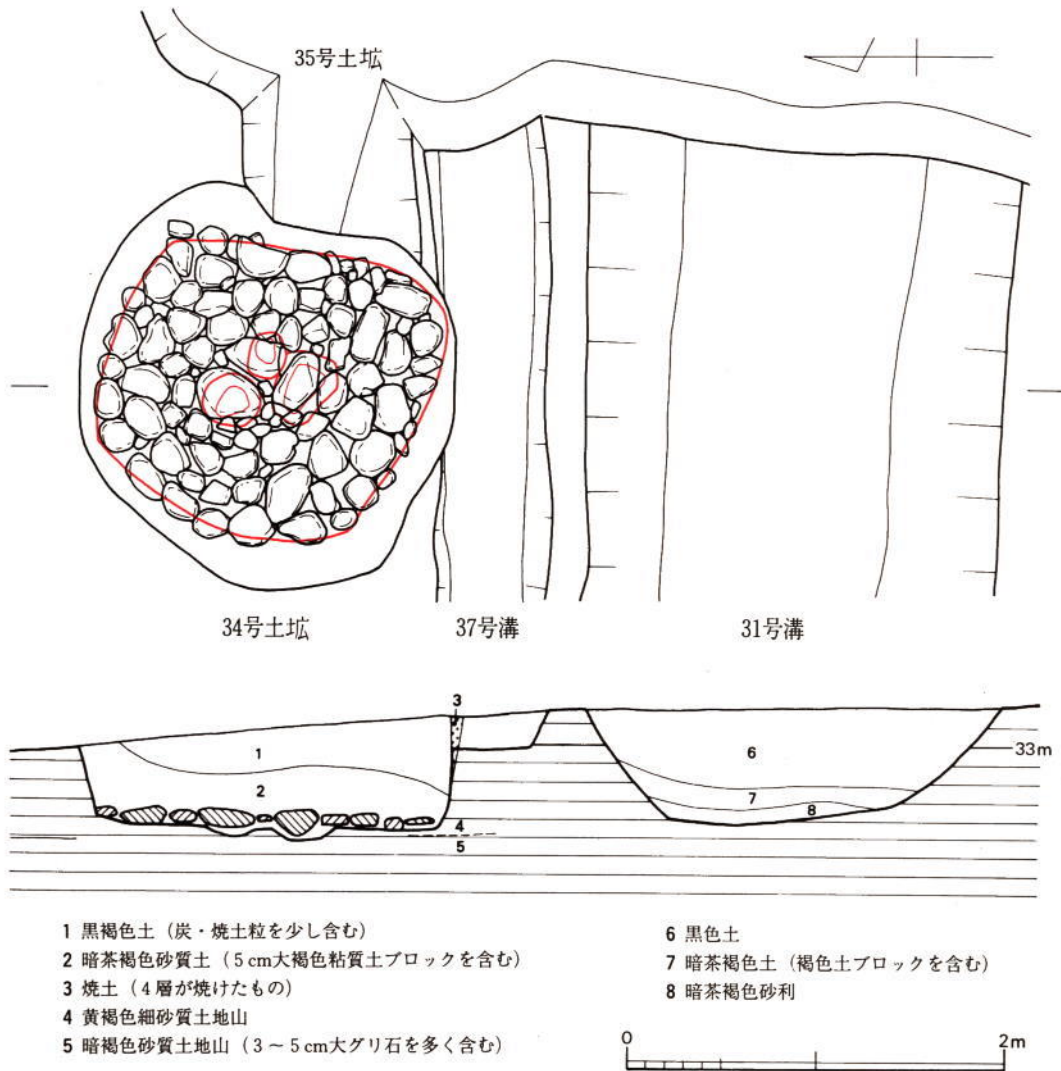 35号土拡
34号土拡
37号溝
31号溝
3
1
2
6
33m
7
8
4
5
1 黒褐色土(炭・焼土粒を少し含む)
2 暗茶褐色砂質土(5cm大褐色粘質土ブロックを含む)
3 焼土(4層が焼けたもの)
4 黄褐色細砂質土地山
5 暗褐色砂質土地山(3~5cm大グリ石を多く含む)
6 黒色土
7 暗茶褐色土(褐色土ブロックを含む)
8 暗茶褐色砂利
0
2m